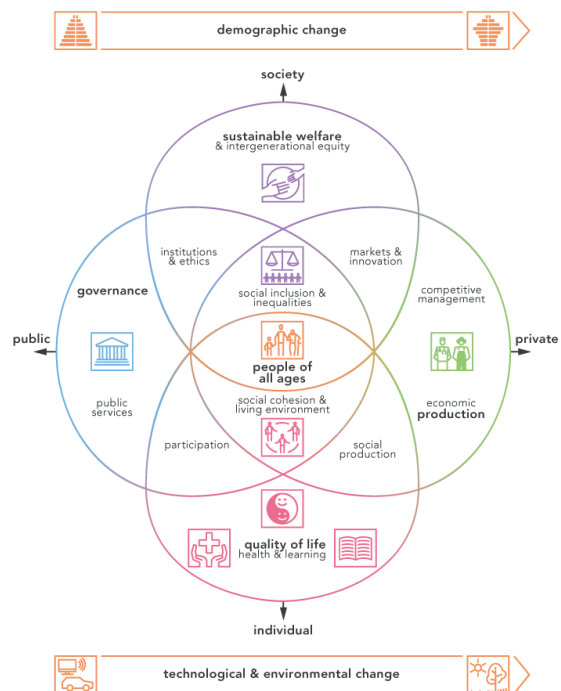 demographic change
society
sustainable welfare
& intergenerational equity
institutions
& ethics
markets &
innovation
governance
social inclusion &
inequalities
competitive
management
public
private
people of
all ages
public
services
social cohesion &
living environment
economic
production
participation
social
production
quality of life
health & learning
individual
technological & environmental change